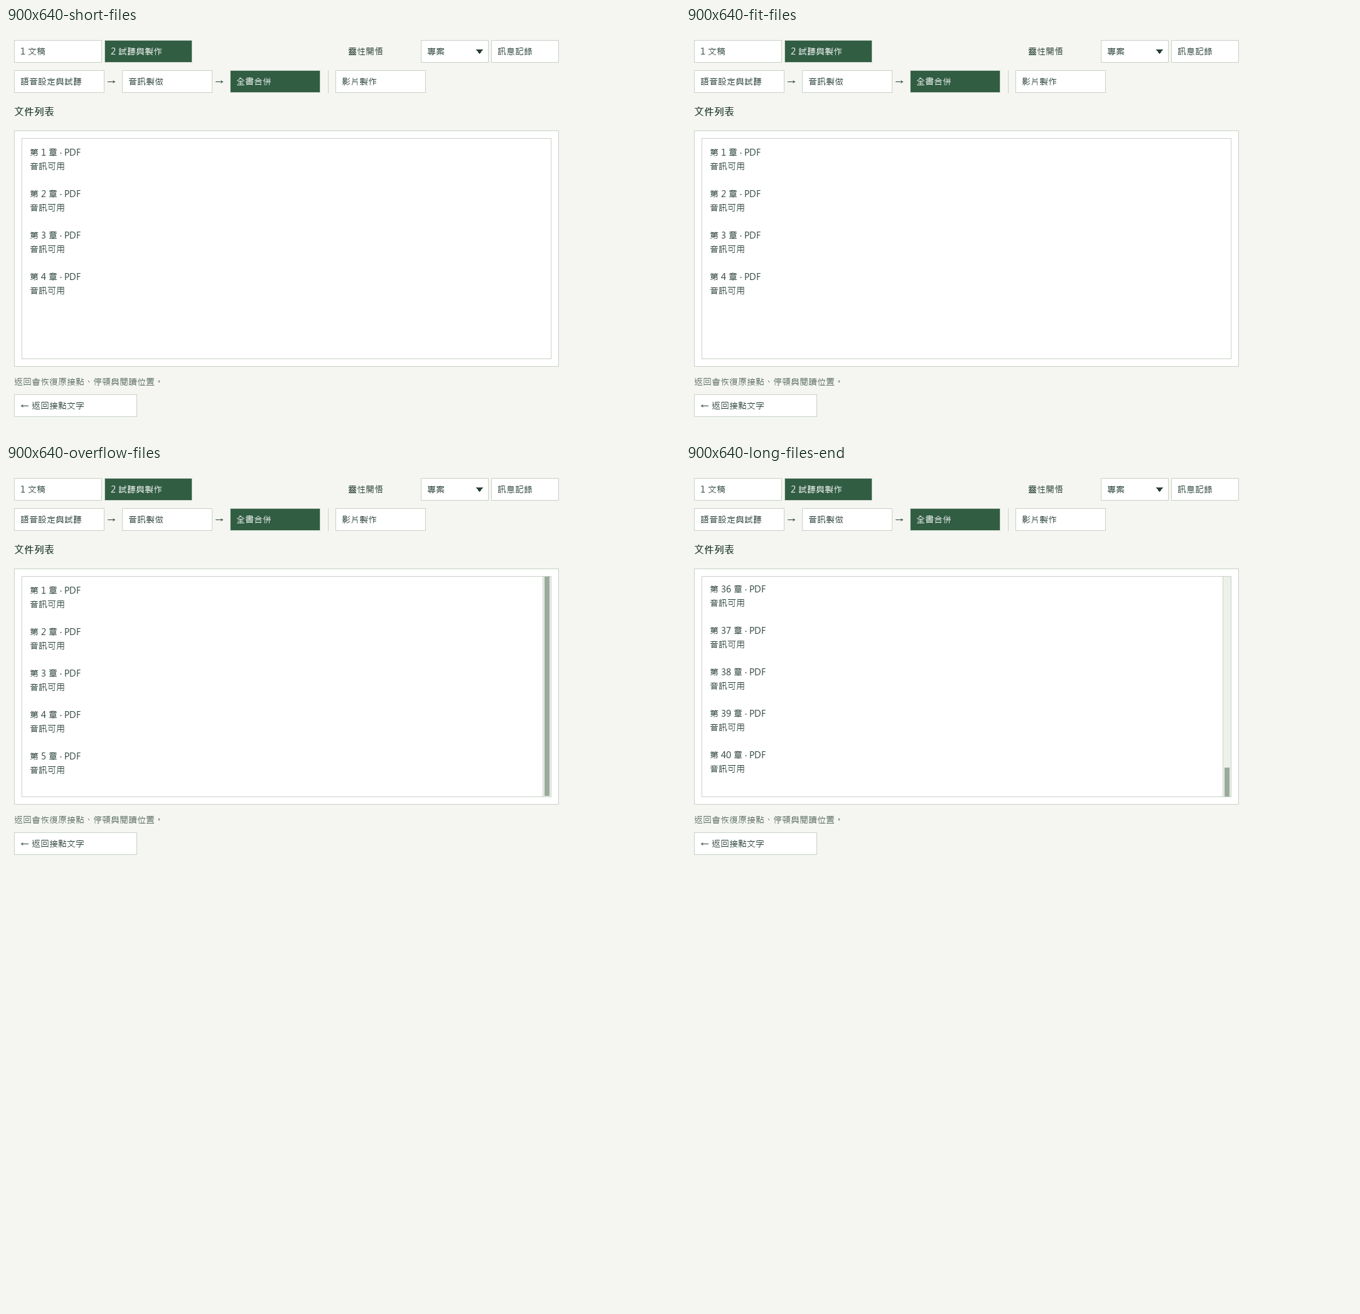 900x640-short-files
1 文稿
2 試聽與製作
靈性開悟
專案
訊息記錄
語音設定與試聽
→
音訊製做
→
全書合併
影片製作
文件列表
第 1 章 · PDF
音訊可用
第 2 章 · PDF
音訊可用
第 3 章 · PDF
音訊可用
第 4 章 · PDF
音訊可用
返回會恢復原接點、停頓與閱讀位置。
← 返回接點文字
900x640-fit-files
1 文稿
2 試聽與製作
靈性開悟
專案
訊息記錄
語音設定與試聽
→
音訊製做
→
全書合併
影片製作
文件列表
第 1 章 · PDF
音訊可用
第 2 章 · PDF
音訊可用
第 3 章 · PDF
音訊可用
第 4 章 · PDF
音訊可用
返回會恢復原接點、停頓與閱讀位置。
← 返回接點文字
900x640-overflow-files
1 文稿
2 試聽與製作
靈性開悟
專案
訊息記錄
語音設定與試聽
→
音訊製做
→
全書合併
影片製作
文件列表
第 1 章 · PDF
音訊可用
第 2 章 · PDF
音訊可用
第 3 章 · PDF
音訊可用
第 4 章 · PDF
音訊可用
第 5 章 · PDF
音訊可用
返回會恢復原接點、停頓與閱讀位置。
← 返回接點文字
900x640-long-files-end
1 文稿
2 試聽與製作
靈性開悟
專案
訊息記錄
語音設定與試聽
→
音訊製做
→
全書合併
影片製作
文件列表
第 36 章 · PDF
音訊可用
第 37 章 · PDF
音訊可用
第 38 章 · PDF
音訊可用
第 39 章 · PDF
音訊可用
第 40 章 · PDF
音訊可用
返回會恢復原接點、停頓與閱讀位置。
← 返回接點文字